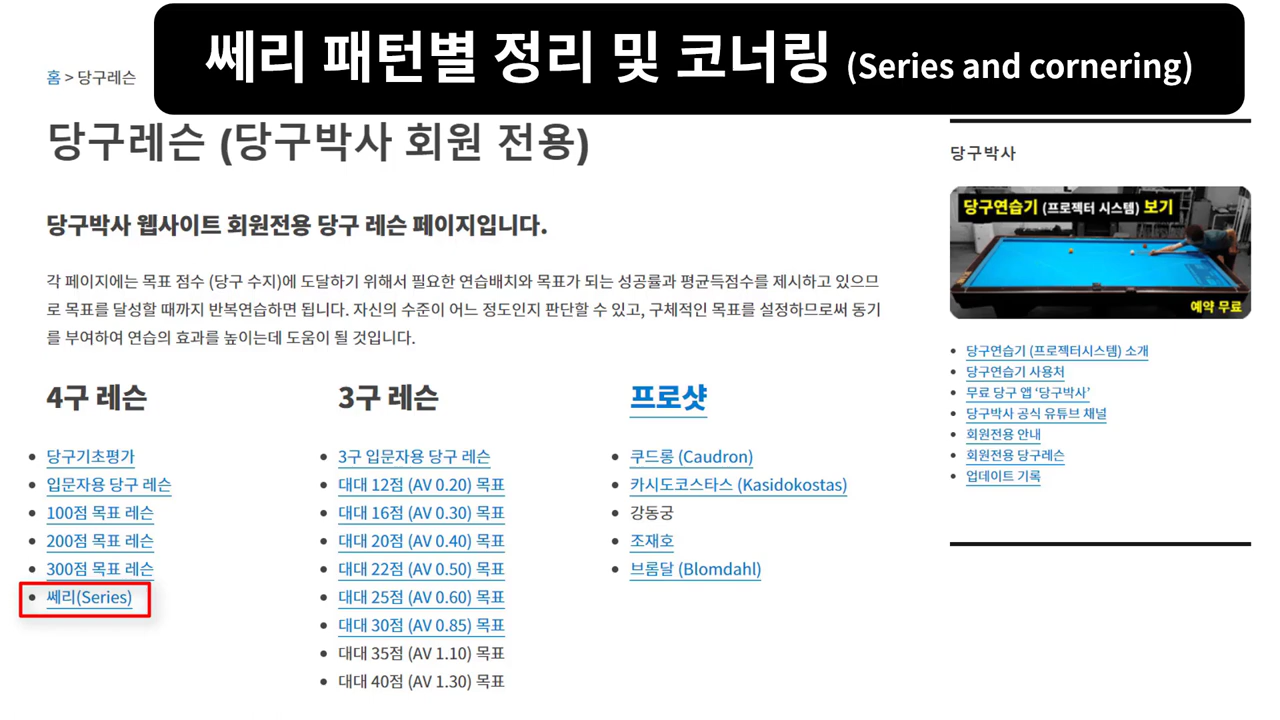 쎄리 패턴별 정리 및 코너링 (Series and cornering)
홈 > 당구레슨
당구레슨 (당구박사 회원 전용)
당구박사 웹사이트 회원전용 당구 레슨 페이지입니다.
각 페이지에는 목표 점수 (당구 수지)에 도달하기 위해서 필요한 연습배치와 목표가 되는 성공률과 평균득점수를 제시하고 있으므
로 목표를 달성할 때까지 반복연습하면 됩니다. 자신의 수준이 어느 정도인지 판단할 수 있고, 구체적인 목표를 설정하므로써 동기
를 부여하여 연습의 효과를 높이는데 도움이 될 것입니다.
4구 레슨
당구기초평가
입문자용 당구 레슨
100점 목표 레슨
200점 목표 레슨
300점 목표 레슨
쎄리(Series)
3구 레슨
3구 입문자용 당구 레슨
대대 12점 (AV 0.20) 목표
대대 16점 (AV 0.30) 목표
대대 20점 (AV 0.40) 목표
대대 22점 (AV 0.50) 목표
대대 25점 (AV 0.60) 목표
대대 30점 (AV 0.85) 목표
대대 35점 (AV 1.10) 목표
대대 40점 (AV 1.30) 목표
프로샷
쿠드롱 (Caudron)
카시도코스타스 (Kasidokostas)
강동궁
조재호
브롬달 (Blomdahl)
당구박사
당구연습기 (프로젝터 시스템) 보기
예약 무료
당구연습기 (프로젝터시스템) 소개
당구연습기 사용처
무료 당구 앱 '당구박사'
당구박사 공식 유튜브 채널
회원전용 안내
회원전용 당구레슨
업데이트 기록